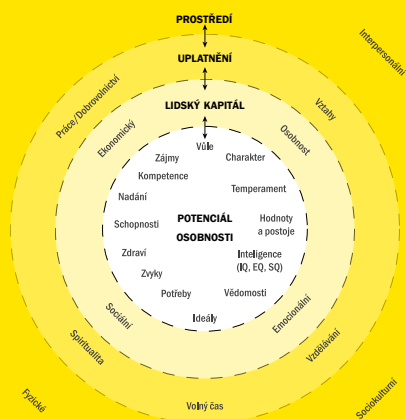 PROSTŘEDÍ
Interpersonální
UPLATNĚNÍ
Práce/Dobrovolnictví
Vztahy
LIDSKÝ KAPITÁL
Ekonomický
Osobnost
Vůle
Zájmy
Charakter
Kompetence
Temperament
Nadání
Schopnosti
POTENCIÁL
OSOBNOSTI
Hodnoty
a postoje
Zdraví
Inteligence
(IQ, EQ, SQ)
Zvyky
Potřeby
Vědomosti
Ideály
Sociální
Emocionální
Spiritualita
Vzdělávání
Volný čas
Fyzické
Sociokulturní